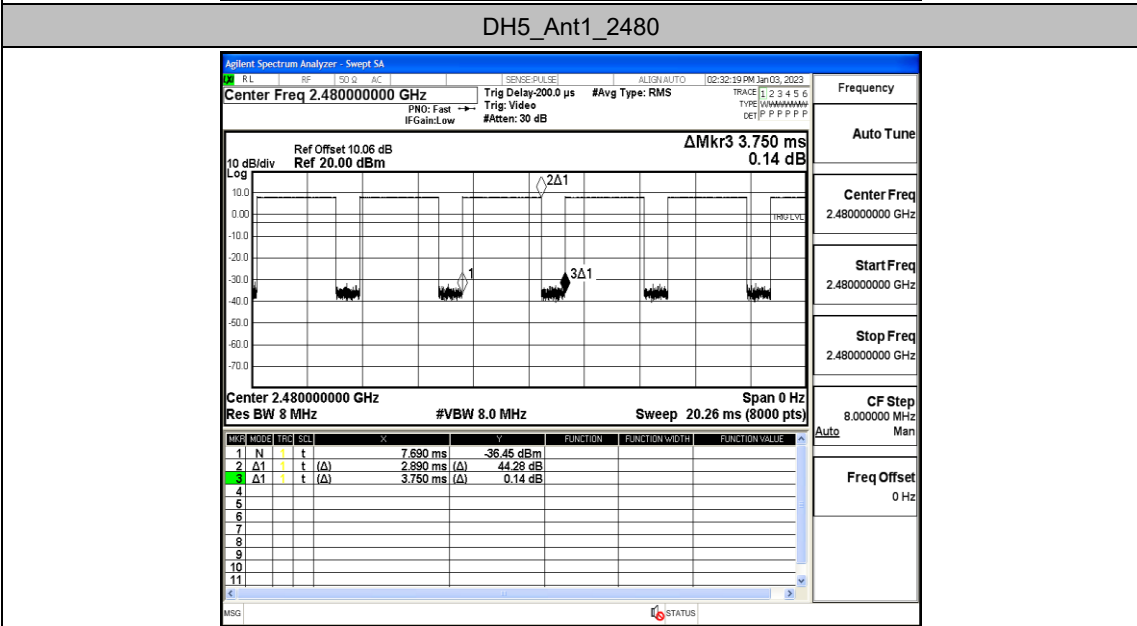 DH5_Ant1_2480
Agilent Spectrum Analyzer - Swept SA
RL RF 50 Ω AC SENSE:PULSE ALIGNAUTO 02:32:19 PM Jan 03, 2023
Center Freq 2.480000000 GHz
PNO: Fast
IFGain:Low
Trig Delay-200.0 µs
Trig: Video
#Atten: 30 dB
#Avg Type: RMS
TRACE 1 2 3 4 5 6
TYPE
DET P P P P P P
Ref Offset 10.06 dB
10 dB/div Ref 20.00 dBm
Log
ΔMkr3 3.750 ms
0.14 dB
10.0
0.00
-10.0
-20.0
-30.0
-40.0
-50.0
-60.0
-70.0
2Δ1
TRIG LVL
1
3Δ1
Center 2.480000000 GHz Span 0 Hz
Res BW 8 MHz #VBW 8.0 MHz Sweep 20.26 ms (8000 pts)
MKR MODE TRC SCL X Y FUNCTION FUNCTION WIDTH FUNCTION VALUE
1 N 1 t 7.690 ms -36.45 dBm
2 Δ1 1 t (Δ) 2.890 ms (Δ) 44.28 dB
3 Δ1 1 t (Δ) 3.750 ms (Δ) 0.14 dB
4
5
6
7
8
9
10
11
MSG STATUS
Frequency
Auto Tune
Center Freq
2.480000000 GHz
Start Freq
2.480000000 GHz
Stop Freq
2.480000000 GHz
CF Step
8.000000 MHz
Auto Man
Freq Offset
0 Hz